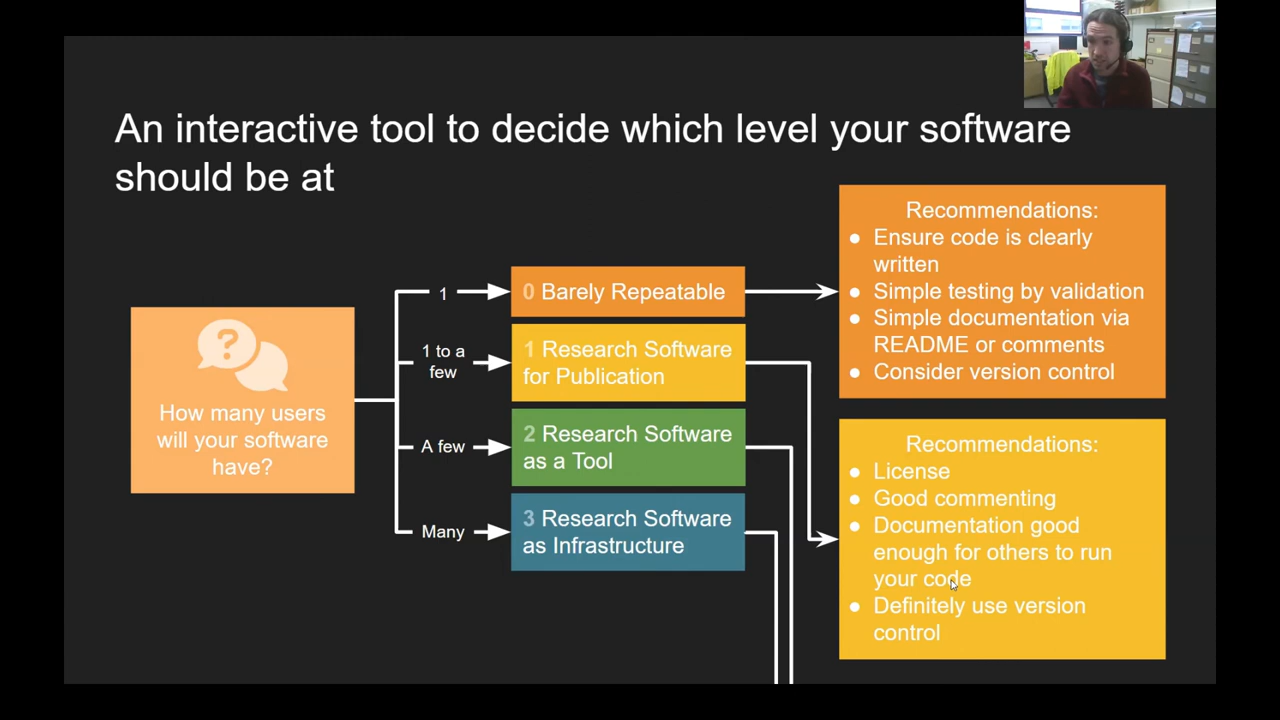 An interactive tool to decide which level your software
should be at
How many users
will your software
have?
1
1 to a
few
A few
Many
0 Barely Repeatable
1 Research Software
for Publication
2 Research Software
as a Tool
3 Research Software
as Infrastructure
Recommendations:
● Ensure code is clearly
written
● Simple testing by validation
● Simple documentation via
README or comments
● Consider version control
Recommendations:
● License
● Good commenting
● Documentation good
enough for others to run
your code
● Definitely use version
control